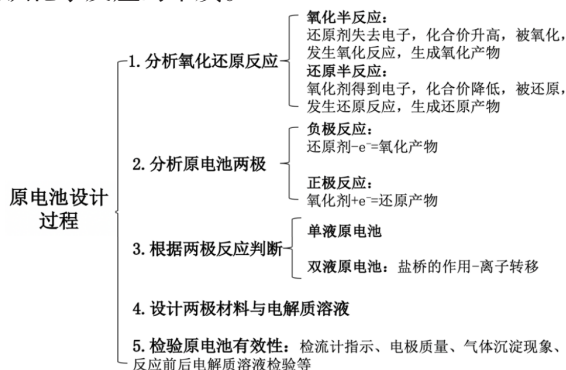 氧化半反应：
还原剂失去电子，化合价升高，被氧化，
发生氧化反应，生成氧化产物
1.分析氧化还原反应
还原半反应：
氧化剂得到电子，化合价降低，被还原，
发生还原反应，生成还原产物
负极反应：
还原剂-e⁻=氧化产物
2.分析原电池两极
正极反应：
氧化剂+e⁻=还原产物
原电池设计
过程
单液原电池
3.根据两极反应判断
双液原电池：盐桥的作用-离子转移
4.设计两极材料与电解质溶液
5.检验原电池有效性：检流计指示、电极质量、气体沉淀现象、
反应前后电解质溶液检验等